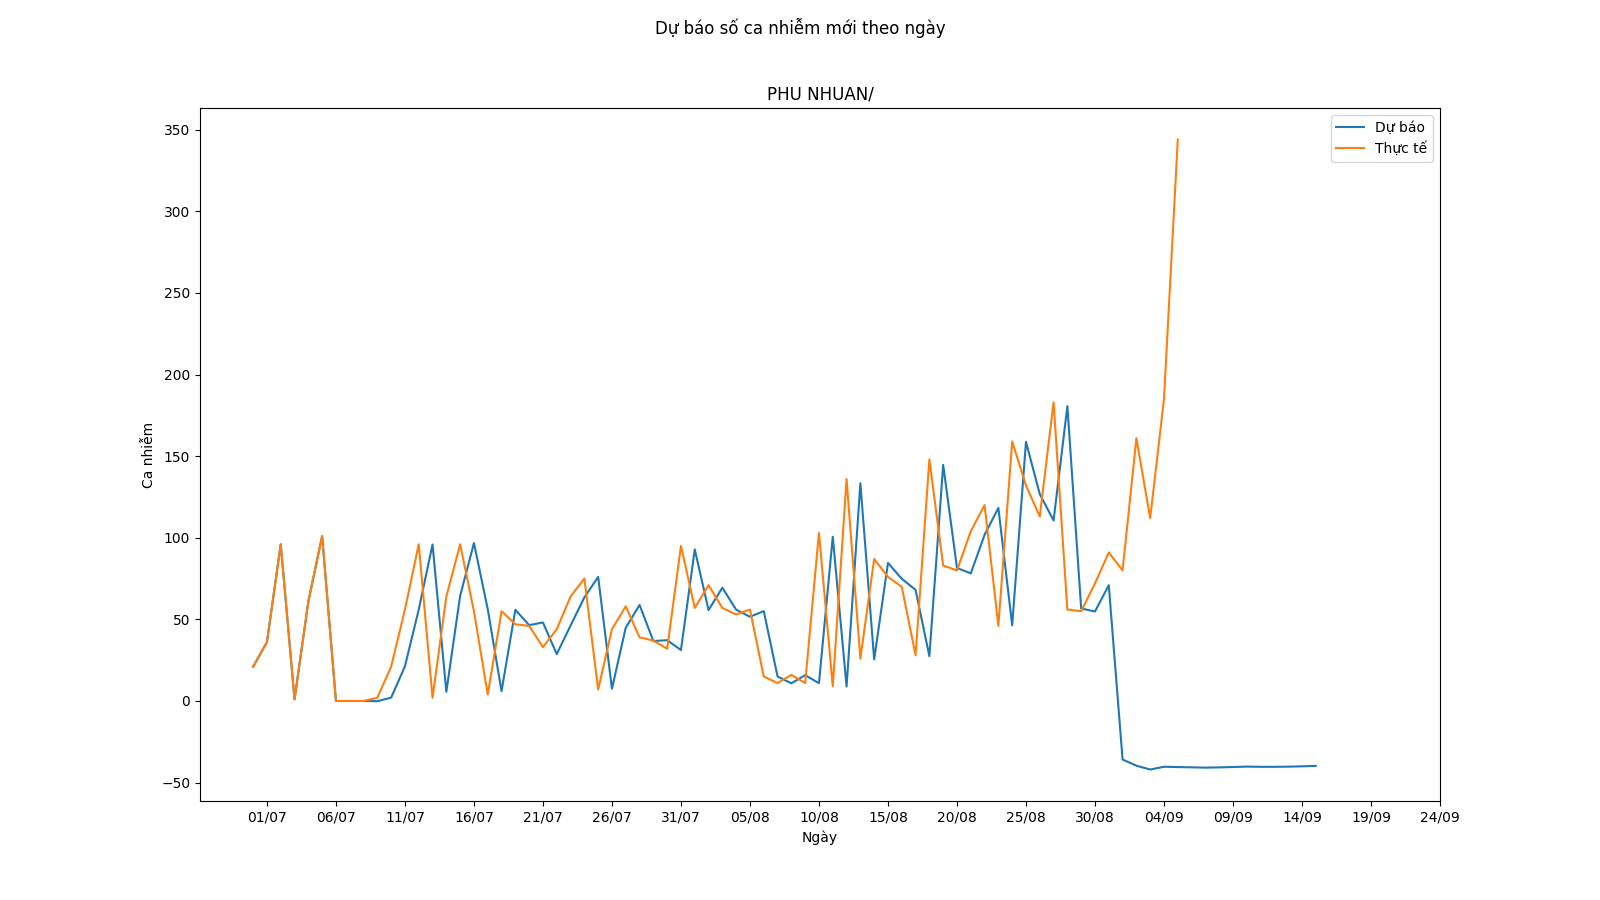 Dự báo số ca nhiễm mới theo ngày
PHU NHUAN/
Dự báo
Thực tế
350
300
250
200
150
100
50
0
−50
Ca nhiễm
01/07 06/07 11/07 16/07 21/07 26/07 31/07 05/08 10/08 15/08 20/08 25/08 30/08 04/09 09/09 14/09 19/09 24/09
Ngày